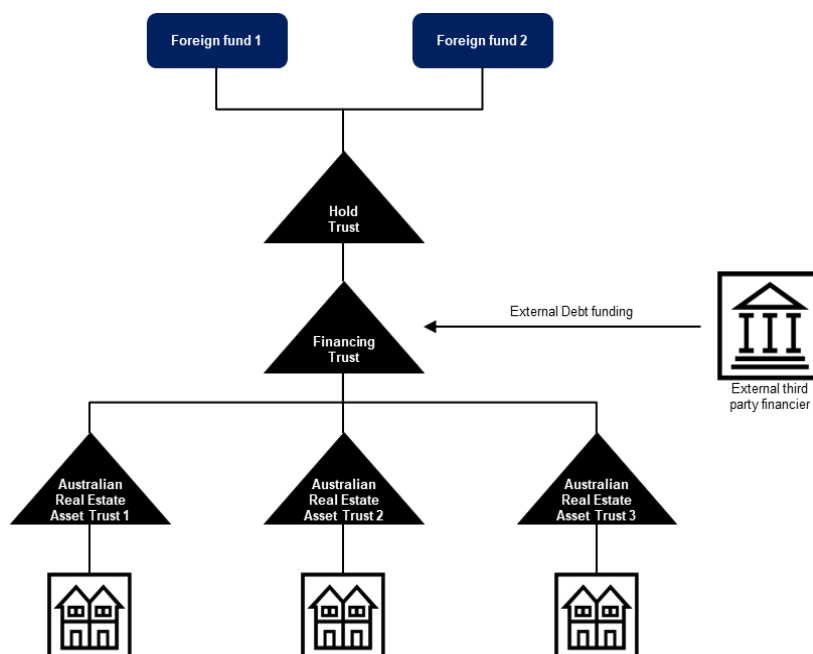 Foreign fund 1
Foreign fund 2
Hold
Trust
External Debt funding
Financing
Trust
External third
party financier
Australian
Real Estate
Asset Trust 1
Australian
Real Estate
Asset Trust 2
Australian
Real Estate
Asset Trust 3